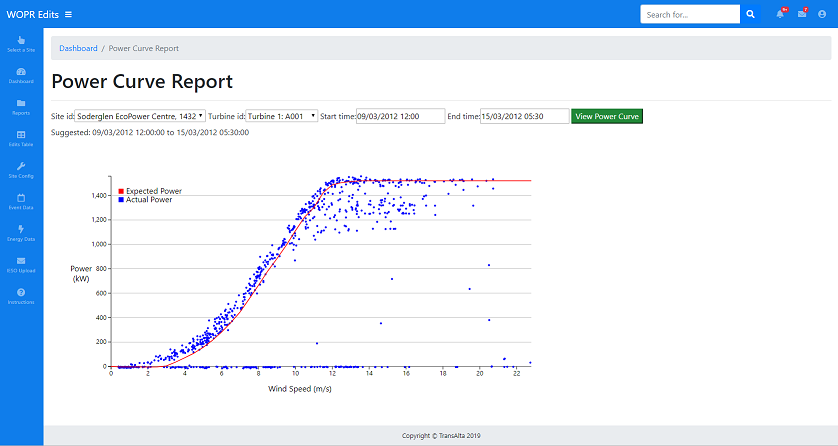 WOPR Edits
Search for...
9+
7
Select a Site
Dashboard
Reports
Edits Table
Site Config
Event Data
Energy Data
IESO Upload
Instructions
Dashboard / Power Curve Report
Power Curve Report
Site id: Soderglen EcoPower Centre, 1432 Turbine id: Turbine 1: A001 Start time: 09/03/2012 12:00 End time: 15/03/2012 05:30 View Power Curve
Suggested: 09/03/2012 12:00:00 to 15/03/2012 05:30:00
Expected Power
Actual Power
1,400
1,200
1,000
800
600
400
200
0
Power
(kW)
0 2 4 6 8 10 12 14 16 18 20 22
Wind Speed (m/s)
Copyright © TransAlta 2019